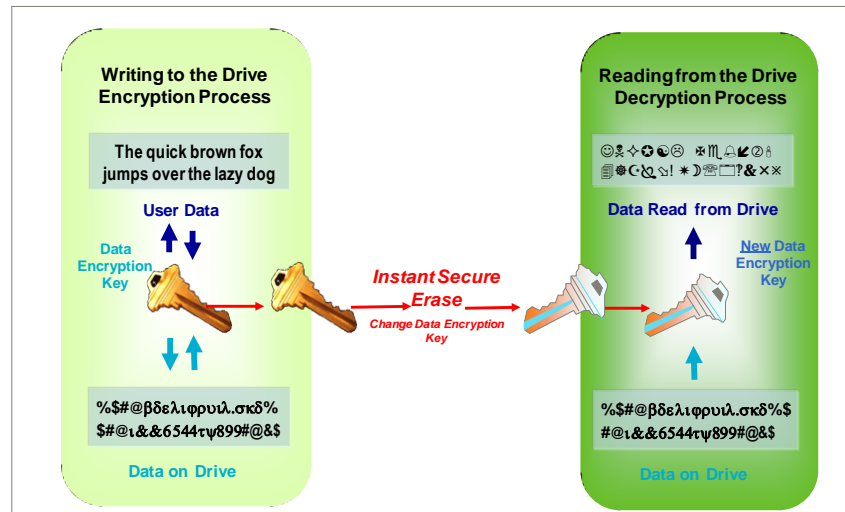 Writing to the Drive
Encryption Process
The quick brown fox
jumps over the lazy dog
User Data
Data
Encryption
Key
%$#@βδελιφρυιλ.σκδ%
$#@ι&&6544τψ899#@&$
Data on Drive
Instant Secure
Erase
Change Data Encryption
Key
Reading from the Drive
Decryption Process
☺☠✧✪☯☹ ✠♏🔔↙②🕯
🗐☸☪🙰! ✴☽☏🗔‽&✕※
Data Read from Drive
New Data
Encryption
Key
%$#@βδελιφρυιλ.σκδ%$
#@ι&&6544τψ899#@&$
Data on Drive